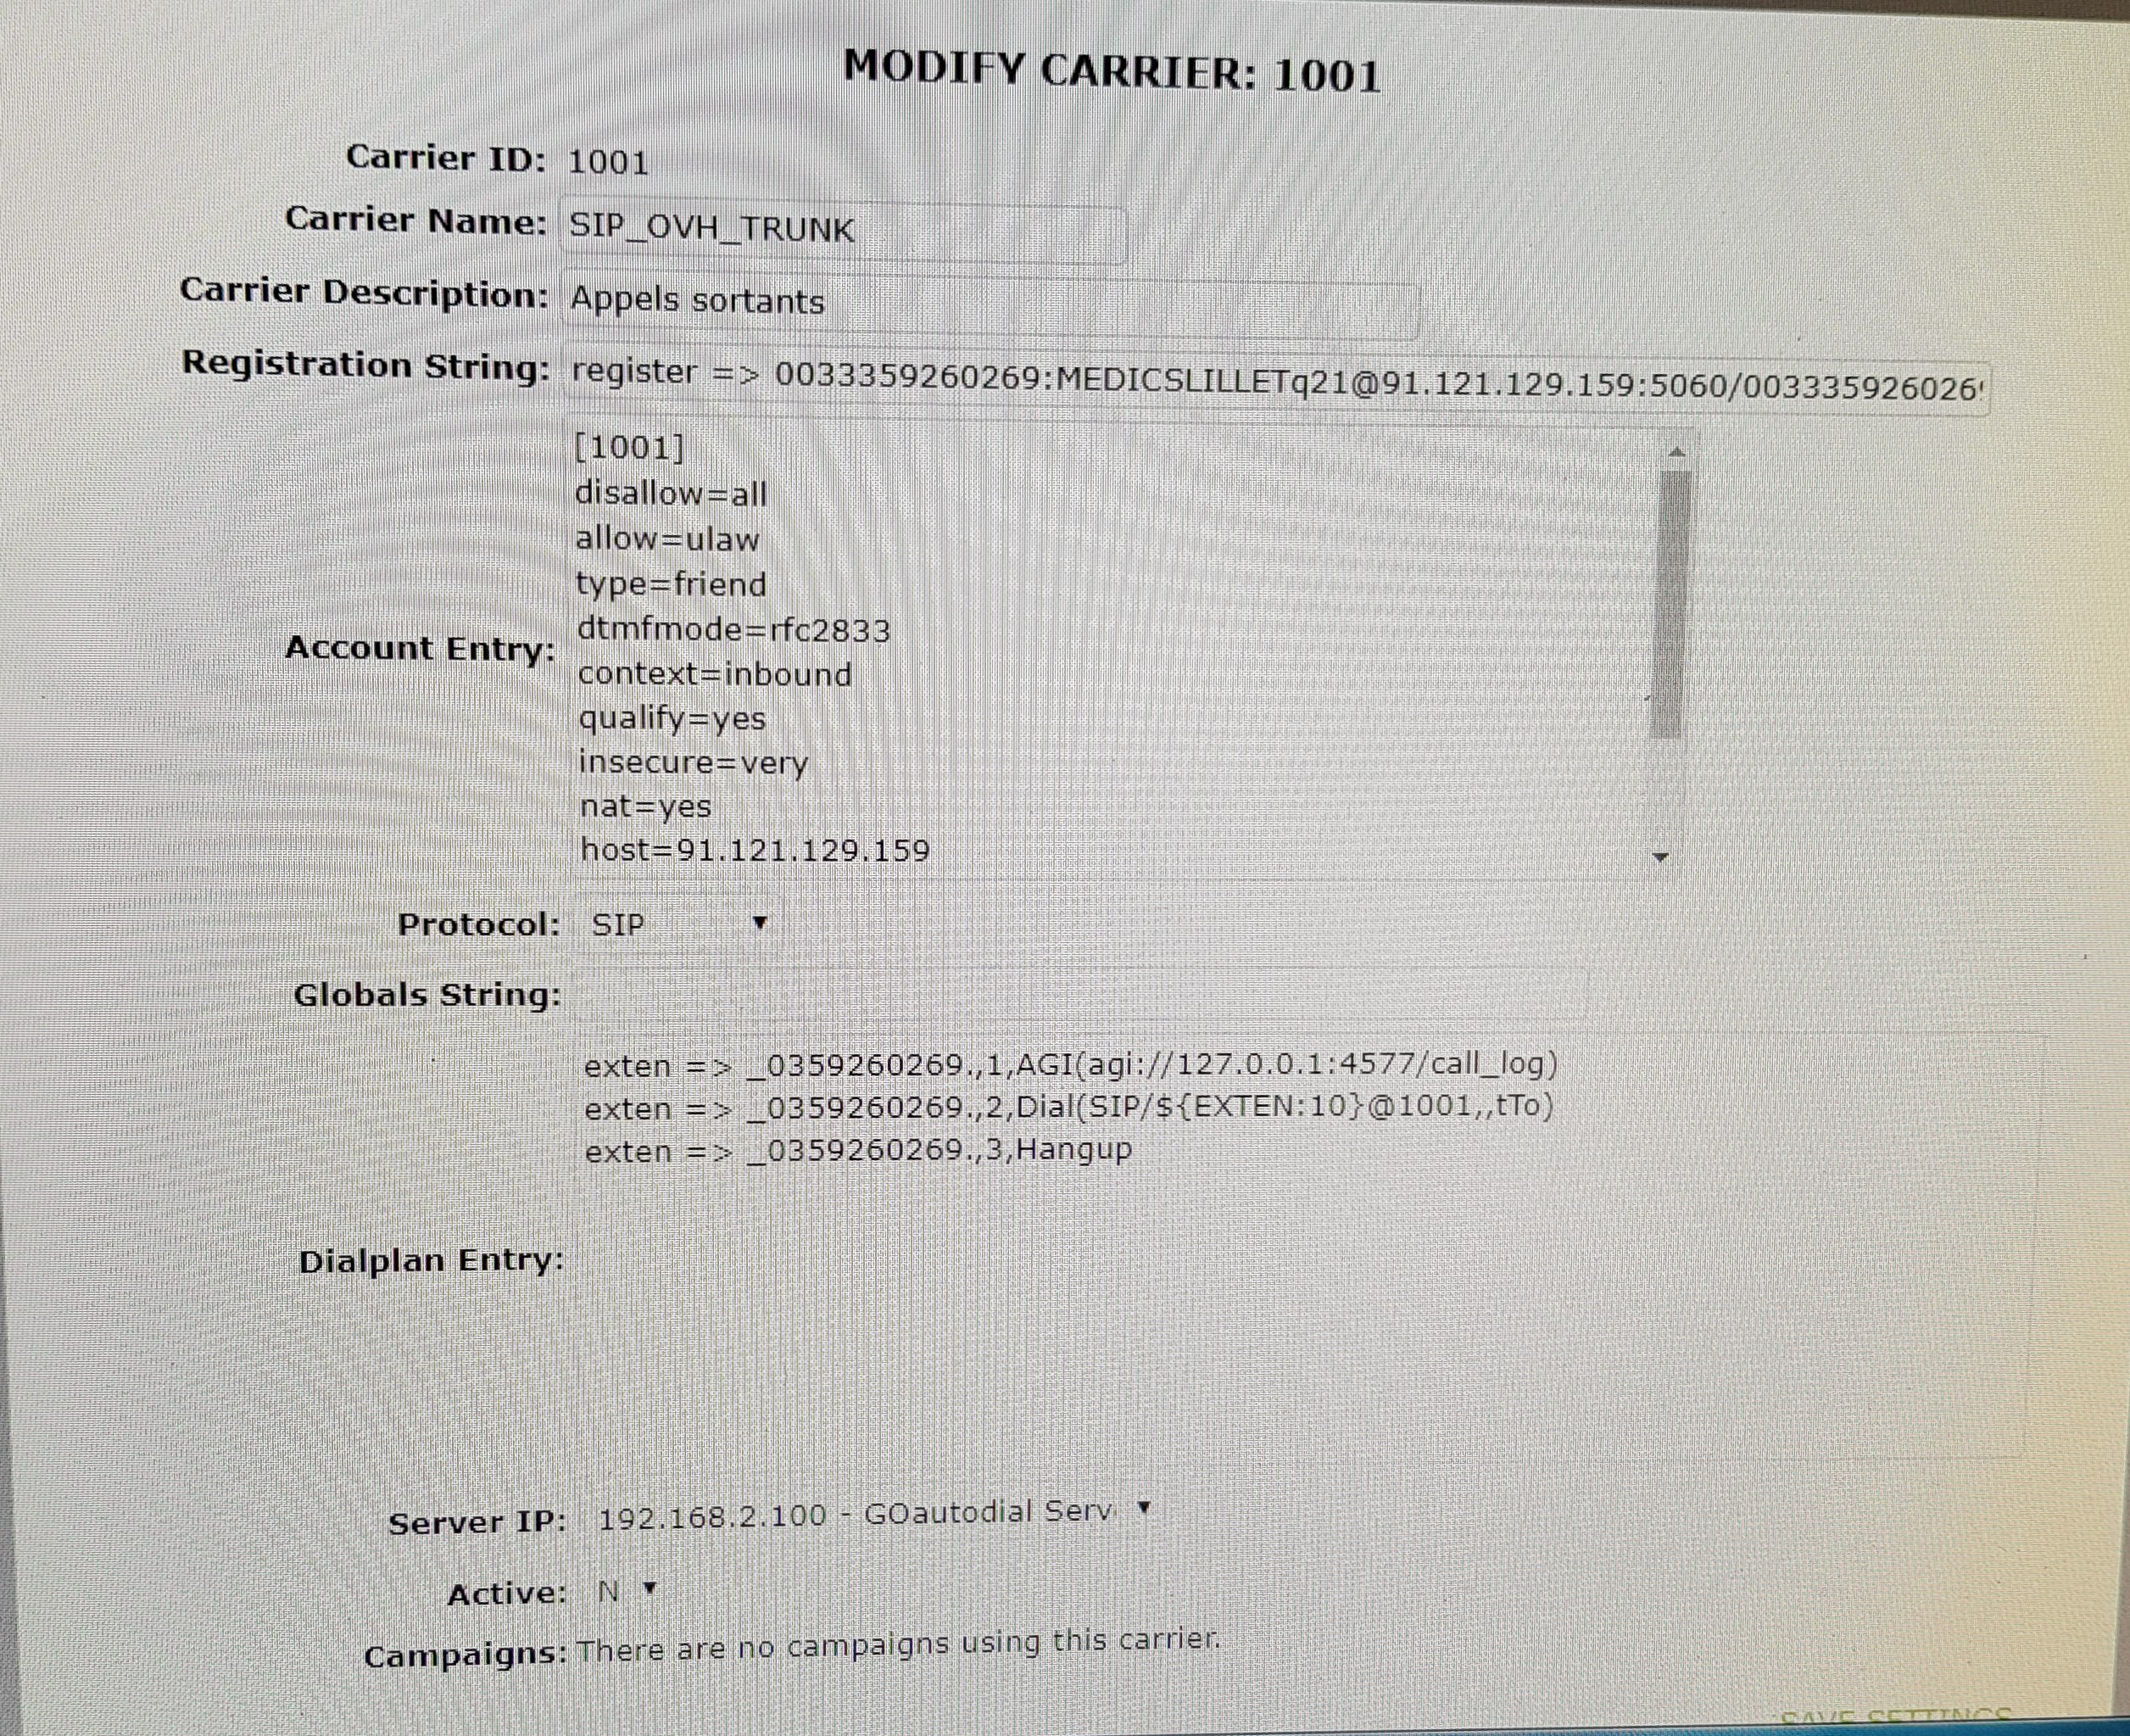 MODIFY CARRIER: 1001
Carrier ID: 1001
Carrier Name: SIP_OVH_TRUNK
Carrier Description: Appels sortants
Registration String: register => 0033359260269:MEDICSLILLETq21@91.121.129.159:5060/003335926026
Account Entry:
[1001]
disallow=all
allow=ulaw
type=friend
dtmfmode=rfc2833
context=inbound
qualify=yes
insecure=very
nat=yes
host=91.121.129.159
Protocol: SIP
Globals String:
Dialplan Entry:
exten => _0359260269.,1,AGI(agi://127.0.0.1:4577/call_log)
exten => _0359260269.,2,Dial(SIP/${EXTEN:10}@1001,,tTo)
exten => _0359260269.,3,Hangup
Server IP: 192.168.2.100 - GOautodial Serv
Active: N
Campaigns: There are no campaigns using this carrier.
SAVE SETTINGS